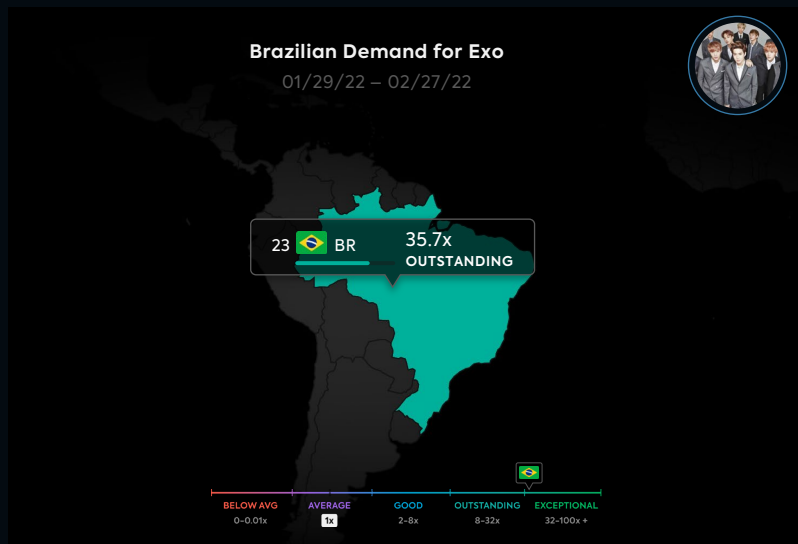 Brazilian Demand for Exo
01/29/22 – 02/27/22
23 BR 35.7x
OUTSTANDING
BELOW AVG AVERAGE GOOD OUTSTANDING EXCEPTIONAL
0-0.01x 1x 2-8x 8-32x 32-100x +